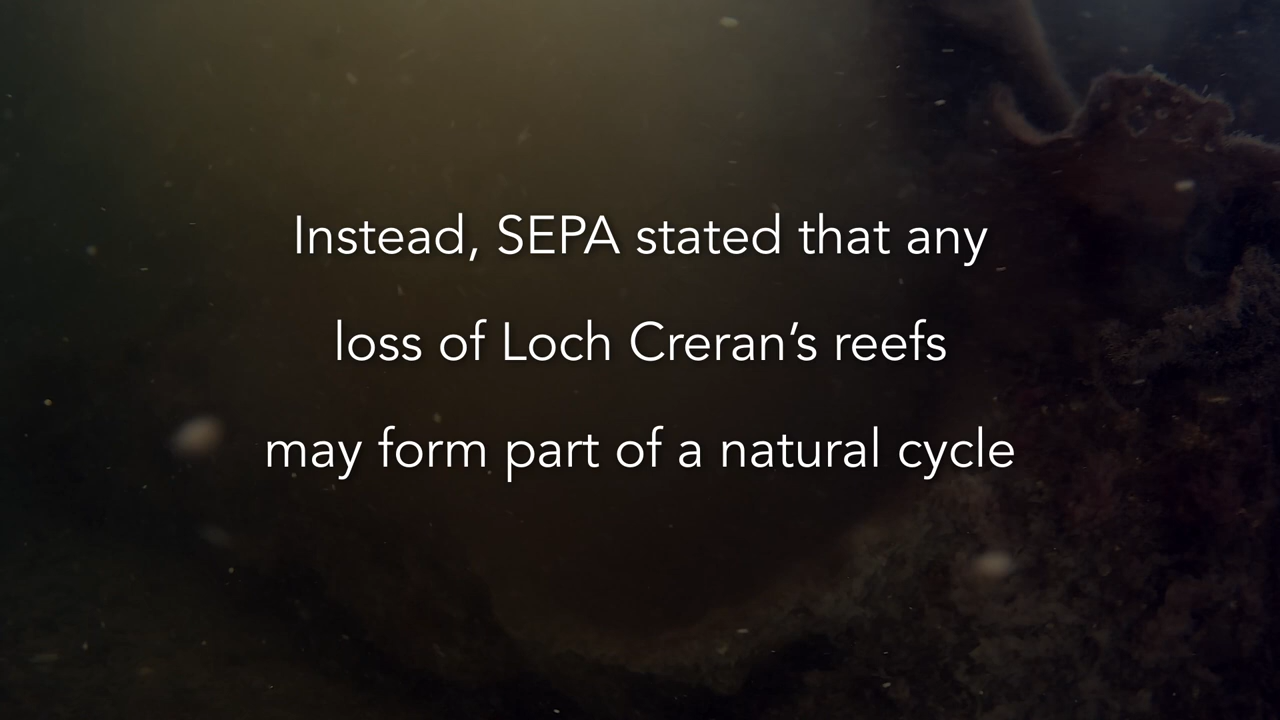 Instead, SEPA stated that any
loss of Loch Creran’s reefs
may form part of a natural cycle